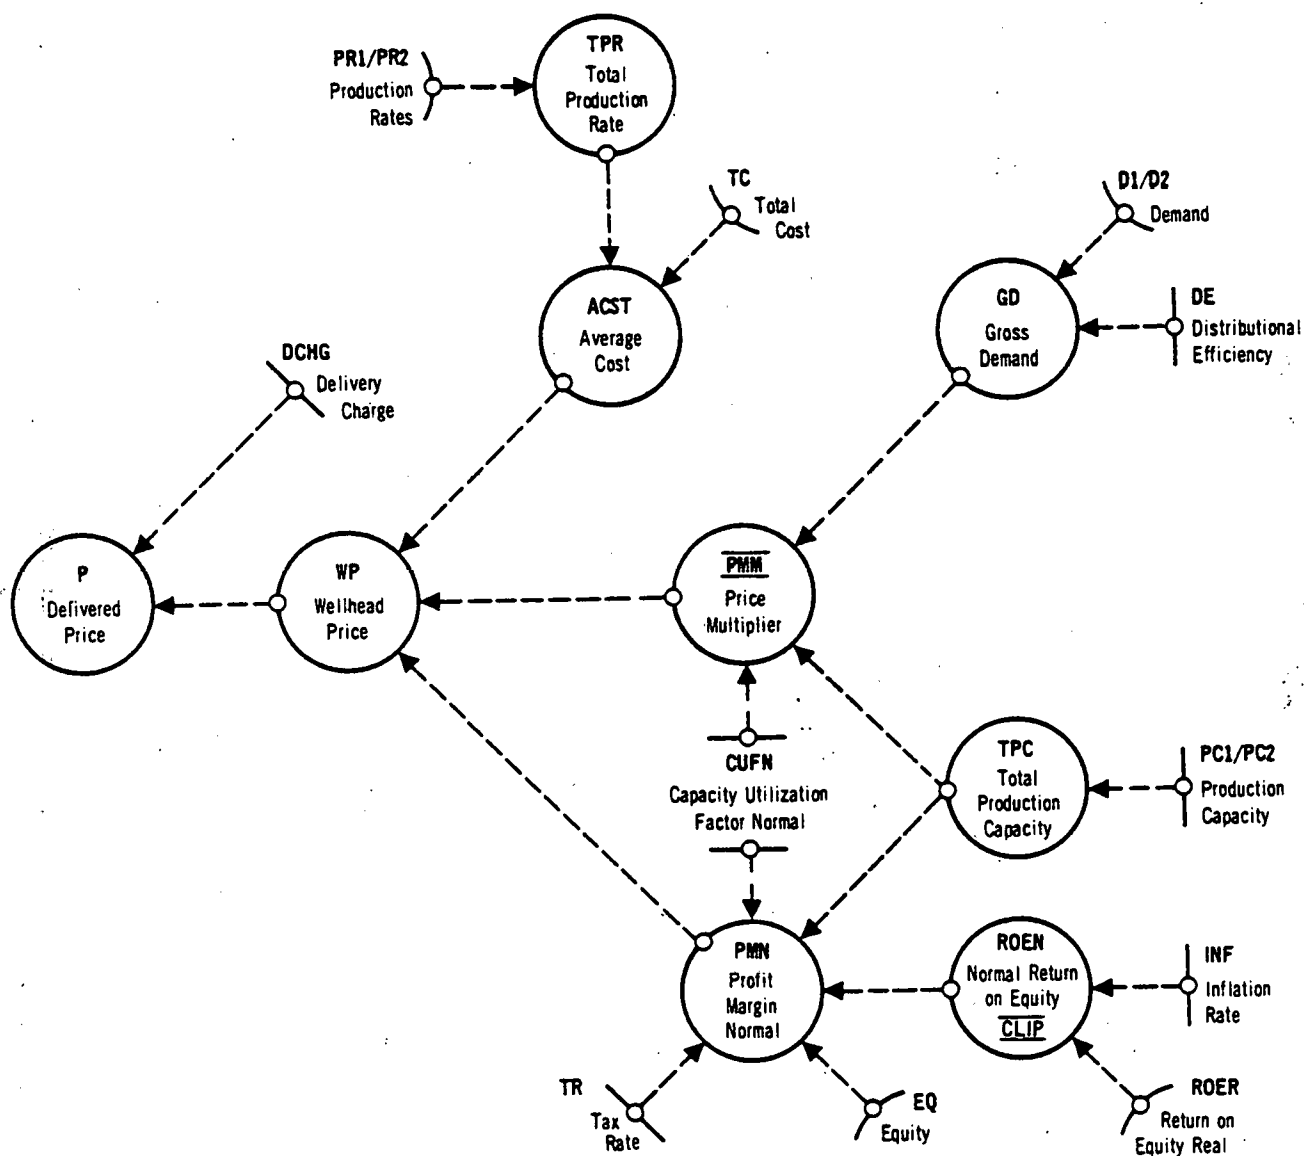 TPR
Total
Production
Rate
PR1/PR2
Production
Rates
TC
Total
Cost
D1/D2
Demand
ACST
Average
Cost
GD
Gross
Demand
DE
Distributional
Efficiency
DCHG
Delivery
Charge
P
Delivered
Price
WP
Wellhead
Price
PMM
Price
Multiplier
CUFN
Capacity Utilization
Factor Normal
TPC
Total
Production
Capacity
PC1/PC2
Production
Capacity
PMN
Profit
Margin
Normal
ROEN
Normal Return
on Equity
CLIP
INF
Inflation
Rate
TR
Tax
Rate
EQ
Equity
ROER
Return on
Equity Real